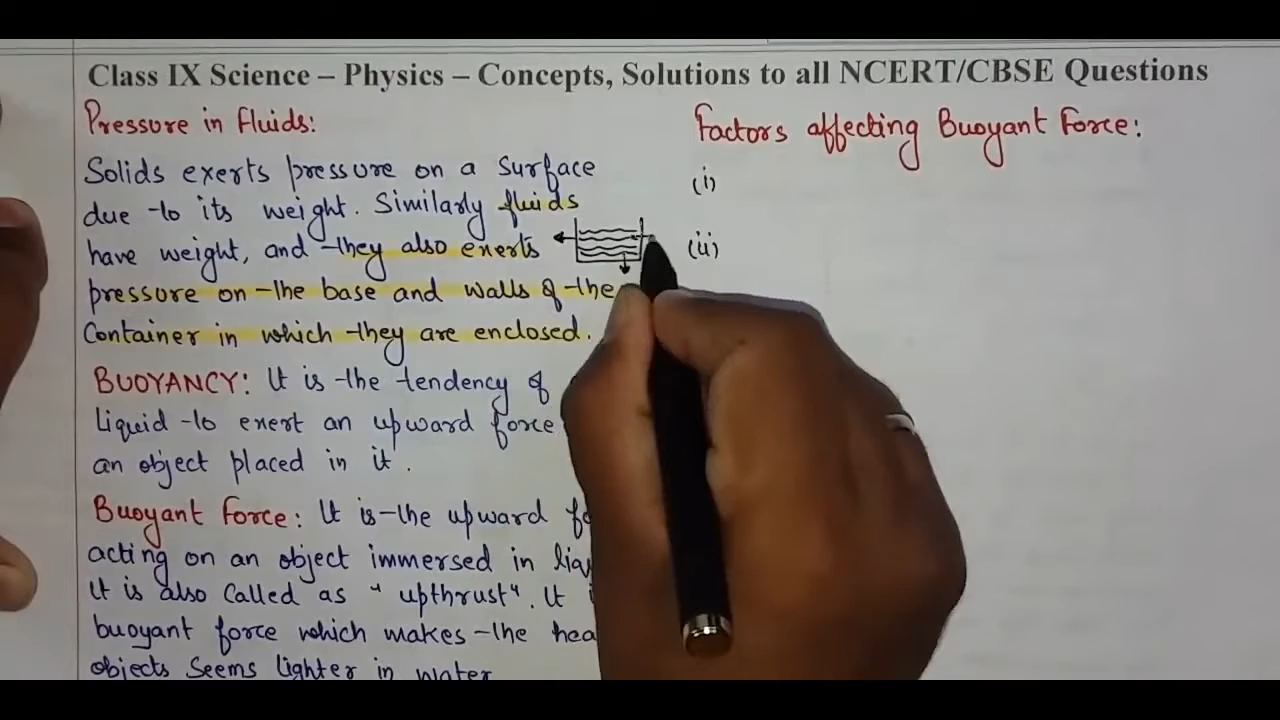 Class IX Science – Physics – Concepts, Solutions to all NCERT/CBSE Questions
Pressure in Fluids:
Solids exerts pressure on a surface
due to its weight. Similarly fluids
have weight, and they also exerts
pressure on the base and walls of the
Container in which they are enclosed.
BUOYANCY: It is the tendency of
Liquid to exert an upward force
an object placed in it.
Buoyant Force: It is the upward
acting on an object immersed in
It is also called as "upthrust". It
buoyant force which makes the
objects seems lighter in water
Factors affecting Buoyant Force:
(i)
(ii)